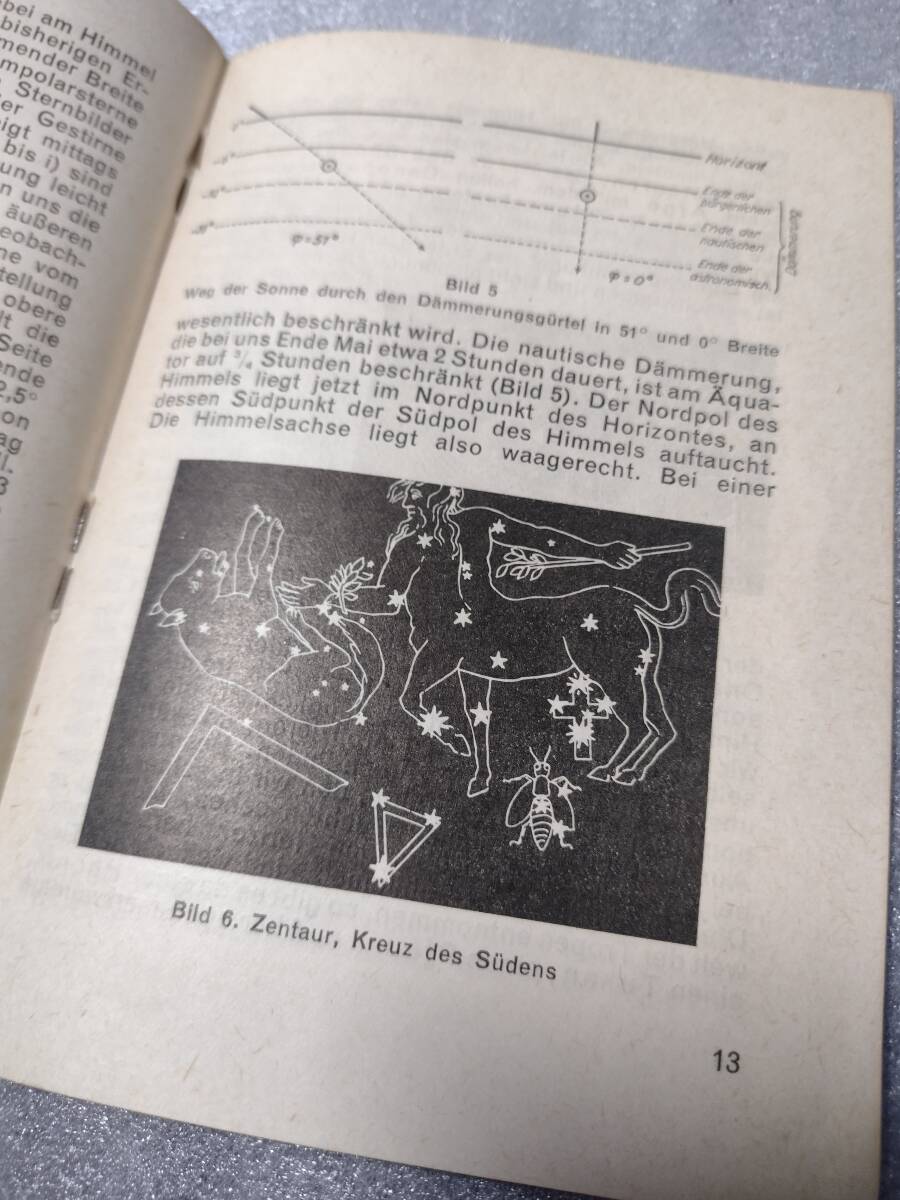 bei am Himmel
bisherigen Er-
mender Breite
mpolarsterne
Sternbilder
er Gestirne
igt mittags
bis i) sind
ung leicht
n uns die
äußeren
eobach-
ne vom
tellung
obere
lt die
Seite
ende
2,5°
on
ag
l.
3
Horizont
Ende der
bürgerlichen
Ende der
nautischen
Ende der
astronomisch.
Dämmerung
φ=51°
φ=0°
Bild 5
Weg der Sonne durch den Dämmerungsgürtel in 51° und 0° Breite
wesentlich beschränkt wird. Die nautische Dämmerung,
die bei uns Ende Mai etwa 2 Stunden dauert, ist am Äqua-
tor auf ¾ Stunden beschränkt (Bild 5). Der Nordpol des
Himmels liegt jetzt im Nordpunkt des Horizontes, an
dessen Südpunkt der Südpol des Himmels auftaucht.
Die Himmelsachse liegt also waagerecht. Bei einer
Bild 6. Zentaur, Kreuz des Südens
13